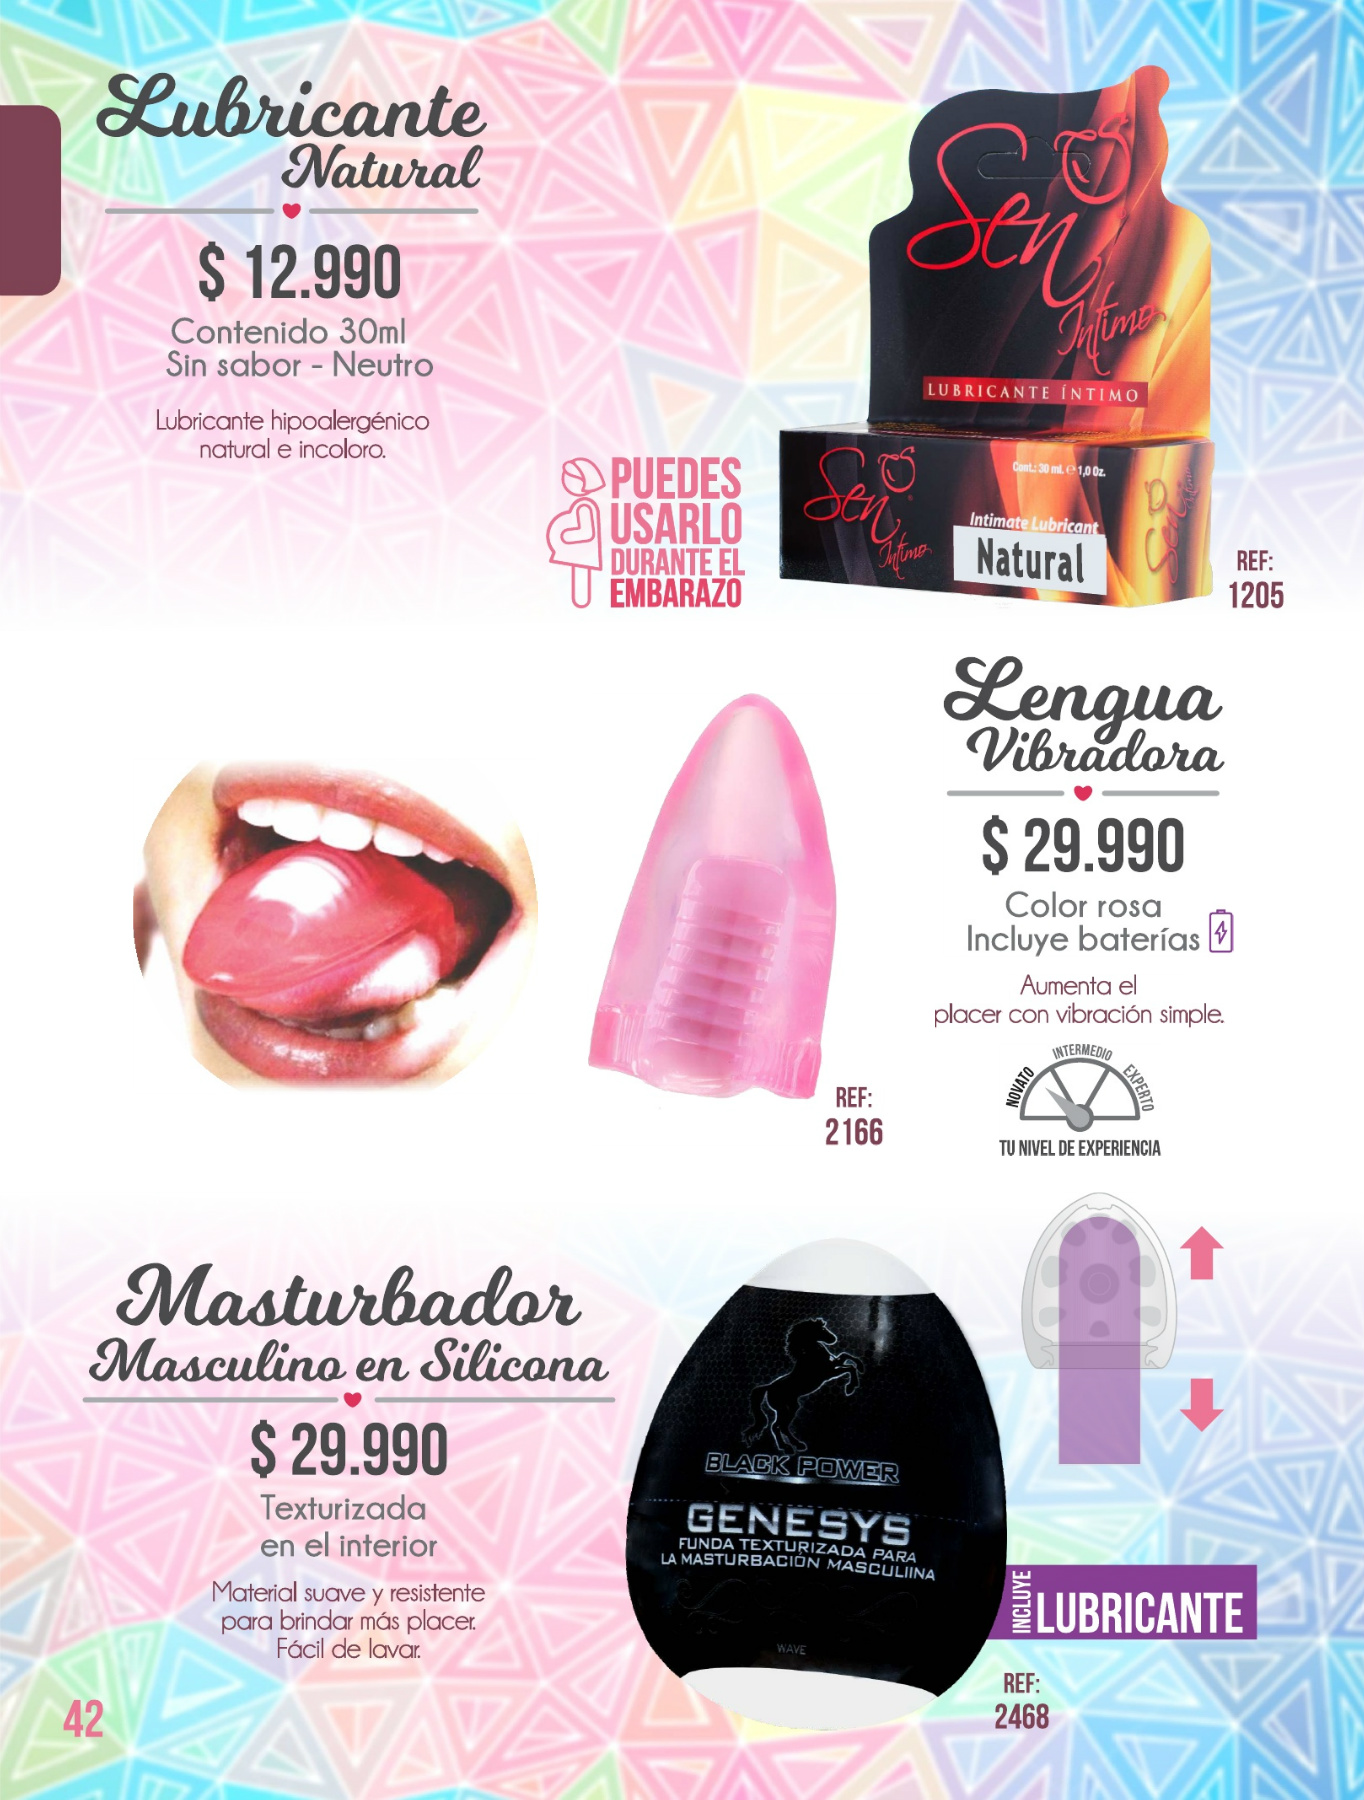 Lubricante
Natural
$ 12.990
Contenido 30ml
Sin sabor - Neutro
Lubricante hipoalergénico
natural e incoloro.
PUEDES
USARLO
DURANTE EL
EMBARAZO
Sen
Intimo
LUBRICANTE ÍNTIMO
Sen
Intimo
Cont.: 30 ml. e 1,0 Oz.
Intimate Lubricant
Natural
Sen
Intimo
REF:
1205
Lengua
Vibradora
$ 29.990
Color rosa
Incluye baterías
Aumenta el
placer con vibración simple.
NOVATO
INTERMEDIO
EXPERTO
TU NIVEL DE EXPERIENCIA
REF:
2166
Masturbador
Masculino en Silicona
$ 29.990
Texturizada
en el interior
Material suave y resistente
para brindar más placer.
Fácil de lavar.
BLACK POWER
GENESYS
FUNDA TEXTURIZADA PARA
LA MASTURBACIÓN MASCULIINA
WAVE
INCLUYE
LUBRICANTE
REF:
2468
42